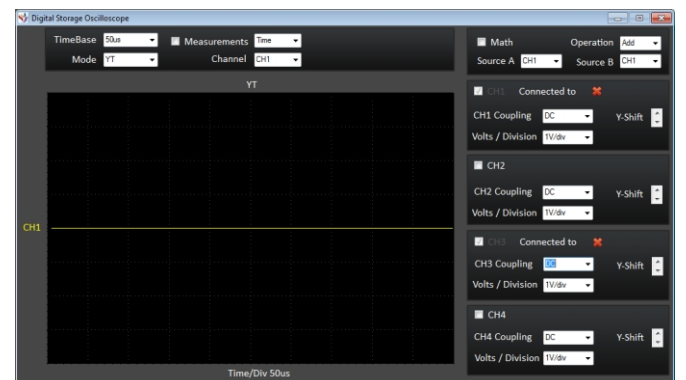 Digital Storage Oscilloscope
TimeBase 50us Measurements Time
Mode YT Channel CH1
YT
CH1
Time/Div 50us
Math Operation Add
Source A CH1 Source B CH1
CH1 Connected to
CH1 Coupling DC Y-Shift
Volts / Division 1V/div
CH2
CH2 Coupling DC Y-Shift
Volts / Division 1V/div
CH3 Connected to
CH3 Coupling DC Y-Shift
Volts / Division 1V/div
CH4
CH4 Coupling DC Y-Shift
Volts / Division 1V/div